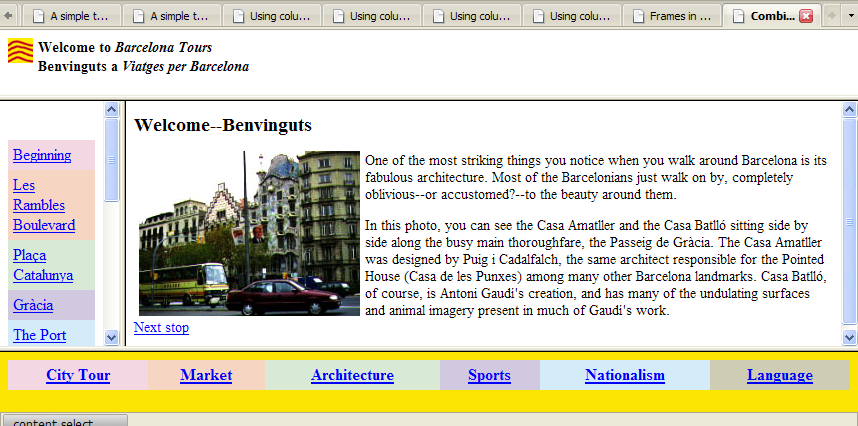 A simple t...
A simple t...
Using colu...
Using colu...
Using colu...
Using colu...
Frames in ...
Combi...
Welcome to Barcelona Tours
Benvinguts a Viatges per Barcelona
Beginning
Les
Rambles
Boulevard
Plaça
Catalunya
Gràcia
The Port
Welcome--Benvinguts
One of the most striking things you notice when you walk around Barcelona is its
fabulous architecture. Most of the Barcelonians just walk on by, completely
oblivious--or accustomed?--to the beauty around them.
In this photo, you can see the Casa Amatller and the Casa Batlló sitting side by
side along the busy main thoroughfare, the Passeig de Gràcia. The Casa Amatller
was designed by Puig i Cadalfalch, the same architect responsible for the Pointed
House (Casa de les Punxes) among many other Barcelona landmarks. Casa Batlló,
of course, is Antoni Gaudí's creation, and has many of the undulating surfaces
and animal imagery present in much of Gaudí's work.
Next stop
City Tour Market Architecture Sports Nationalism Language
content select